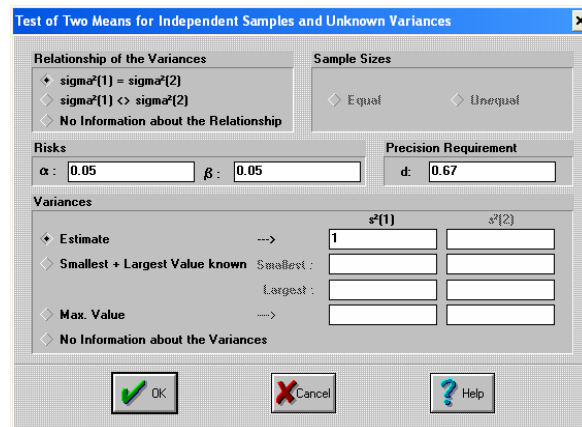 Test of Two Means for Independent Samples and Unknown Variances
Relationship of the Variances
sigma²(1) = sigma²(2)
sigma²(1) <> sigma²(2)
No Information about the Relationship
Sample Sizes
Equal
Unequal
Risks
α : 0.05 β : 0.05
Precision Requirement
d: 0.67
Variances
s²(1) s²(2)
Estimate ---> 1
Smallest + Largest Value known Smallest :
Largest :
Max. Value --->
No Information about the Variances
OK
Cancel
Help